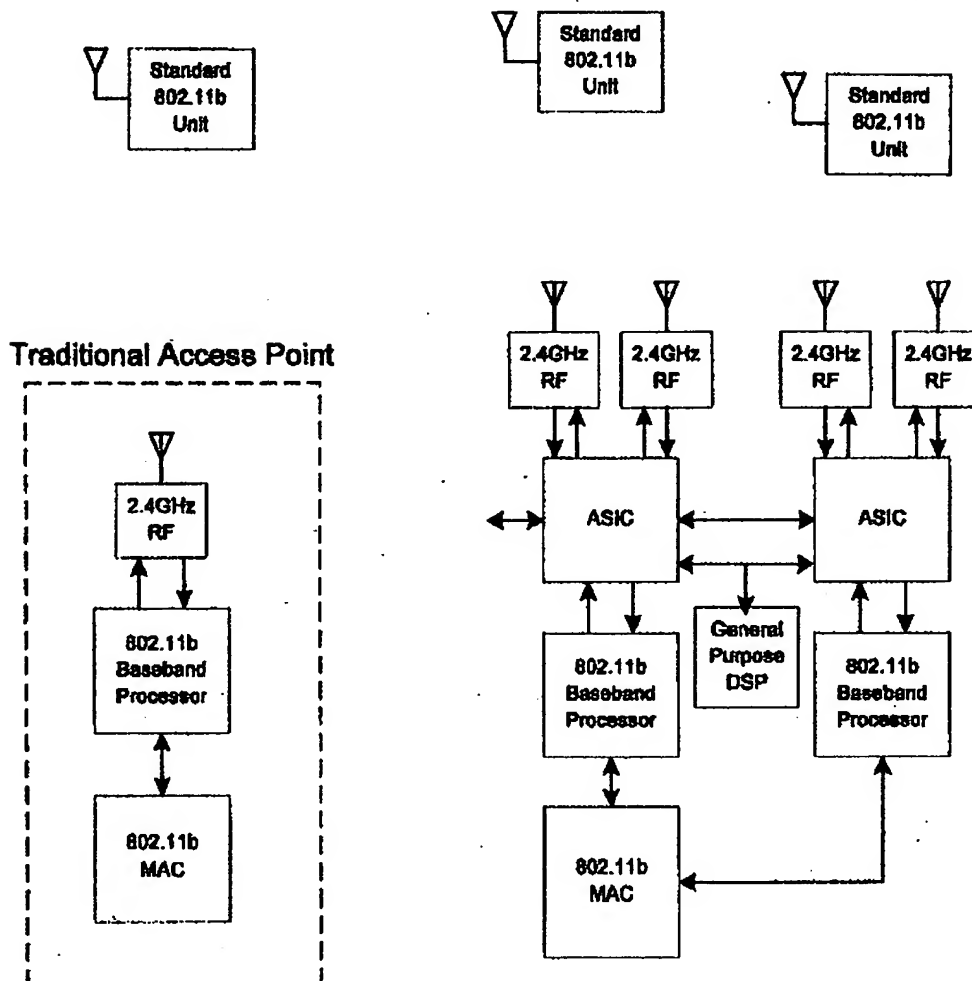 Standard
802.11b
Unit
Standard
802.11b
Unit
Standard
802.11b
Unit
Traditional Access Point
2.4GHz
RF
802.11b
Baseband
Processor
802.11b
MAC
2.4GHz
RF
2.4GHz
RF
2.4GHz
RF
2.4GHz
RF
ASIC
ASIC
General
Purpose
DSP
802.11b
Baseband
Processor
802.11b
Baseband
Processor
802.11b
MAC